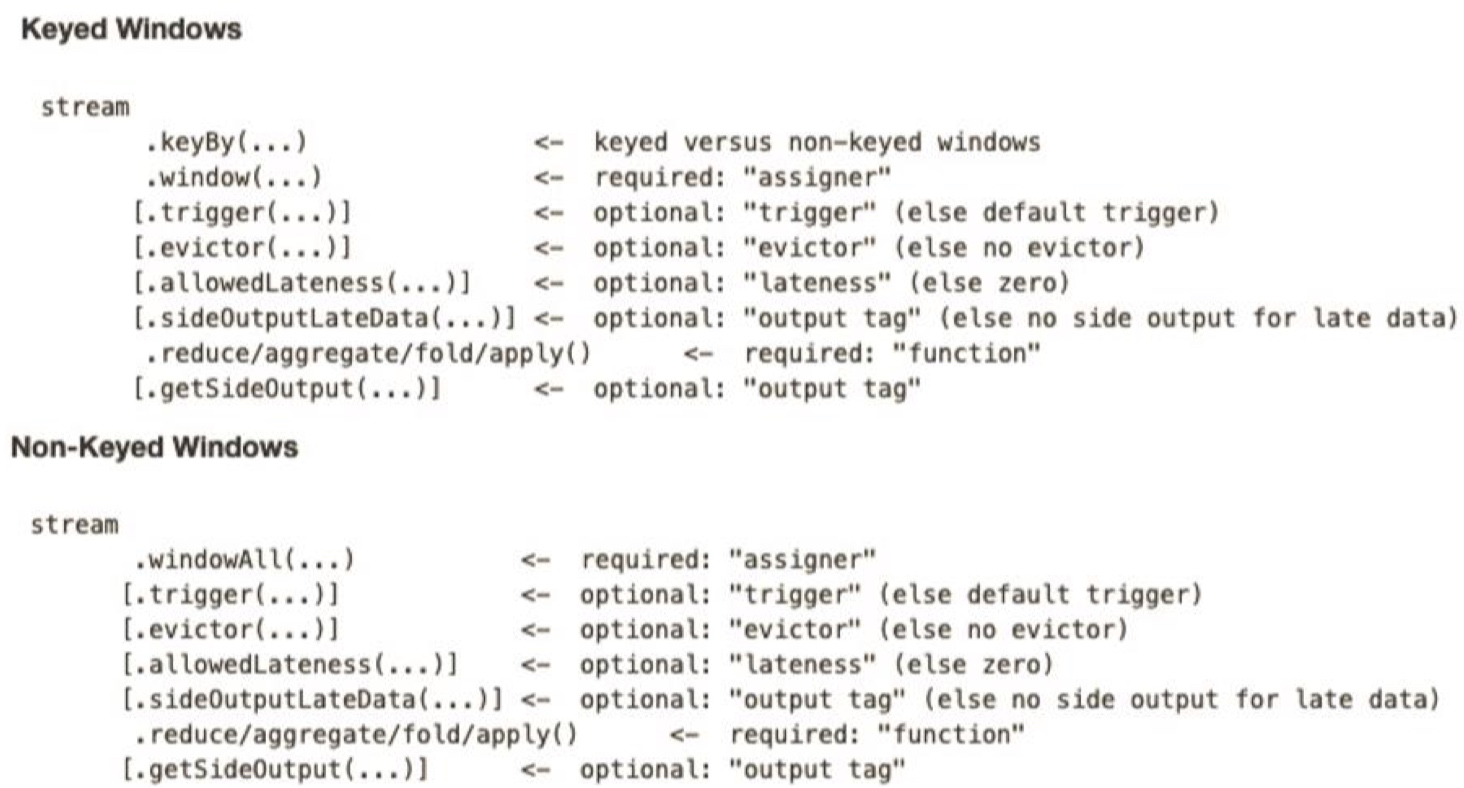 Keyed Windows
stream
.keyBy(...) <- keyed versus non-keyed windows
.window(...) <- required: "assigner"
[.trigger(...)] <- optional: "trigger" (else default trigger)
[.evictor(...)] <- optional: "evictor" (else no evictor)
[.allowedLateness(...)] <- optional: "lateness" (else zero)
[.sideOutputLateData(...)] <- optional: "output tag" (else no side output for late data)
.reduce/aggregate/fold/apply() <- required: "function"
[.getSideOutput(...)] <- optional: "output tag"
Non-Keyed Windows
stream
.windowAll(...) <- required: "assigner"
[.trigger(...)] <- optional: "trigger" (else default trigger)
[.evictor(...)] <- optional: "evictor" (else no evictor)
[.allowedLateness(...)] <- optional: "lateness" (else zero)
[.sideOutputLateData(...)] <- optional: "output tag" (else no side output for late data)
.reduce/aggregate/fold/apply() <- required: "function"
[.getSideOutput(...)] <- optional: "output tag"